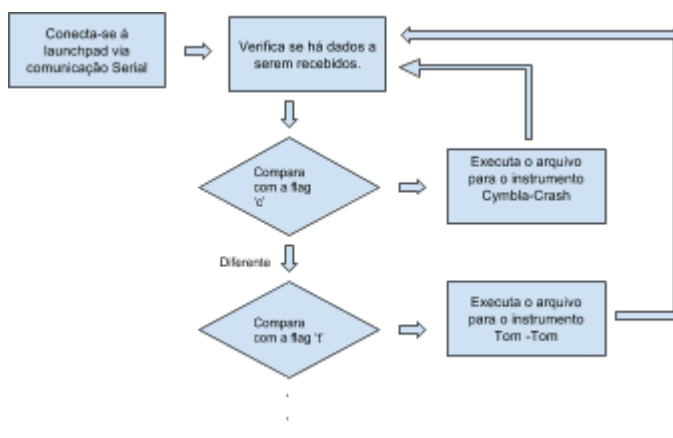 Conecta-se á
launchpad via
comunicação Serial
Verifica se há dados a
serem recebidos.
Compara
com a flag
'c'
Executa o arquivo
para o instrumento
Cymbla-Crash
Diferente
Compara
com a flag 't'
Executa o arquivo
para o instrumento
Tom -Tom